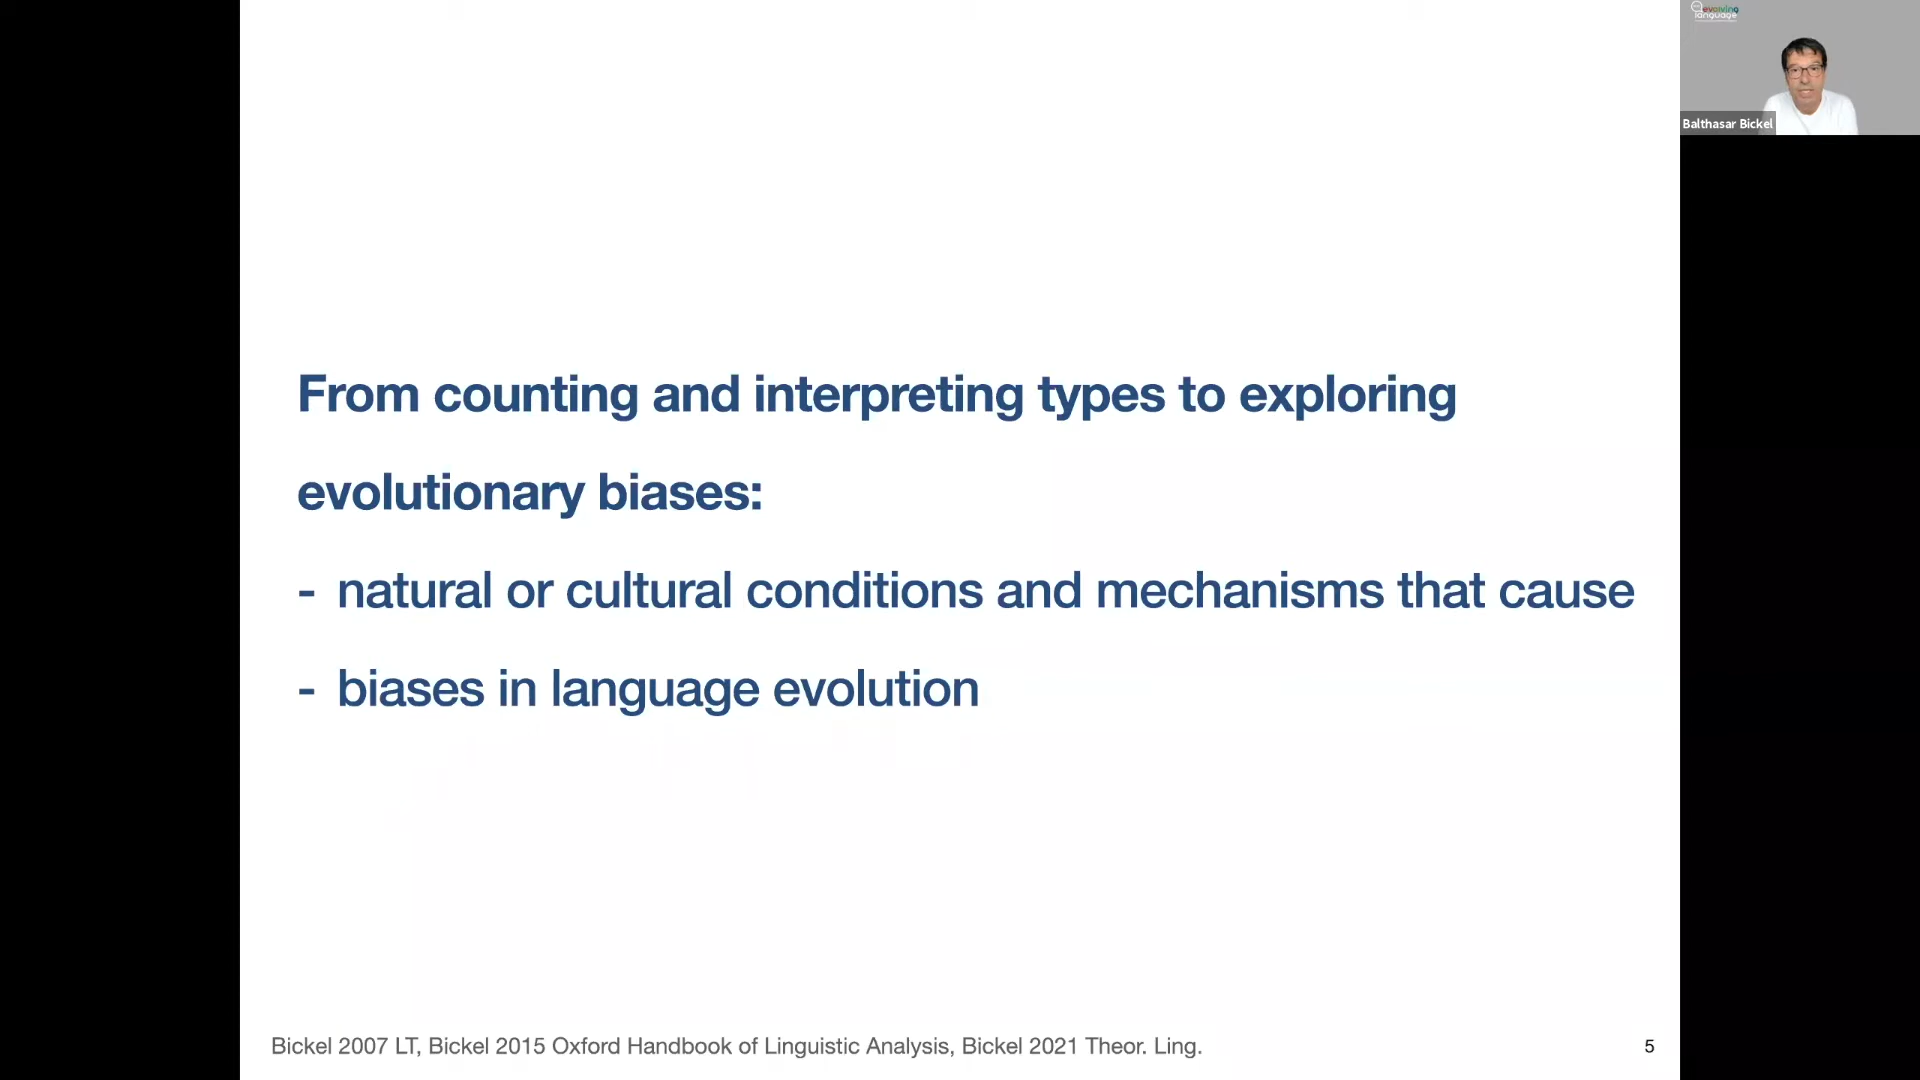 From counting and interpreting types to exploring
evolutionary biases:
- natural or cultural conditions and mechanisms that cause
- biases in language evolution
Bickel 2007 LT, Bickel 2015 Oxford Handbook of Linguistic Analysis, Bickel 2021 Theor. Ling.
5
evolving
language
Balthasar Bickel